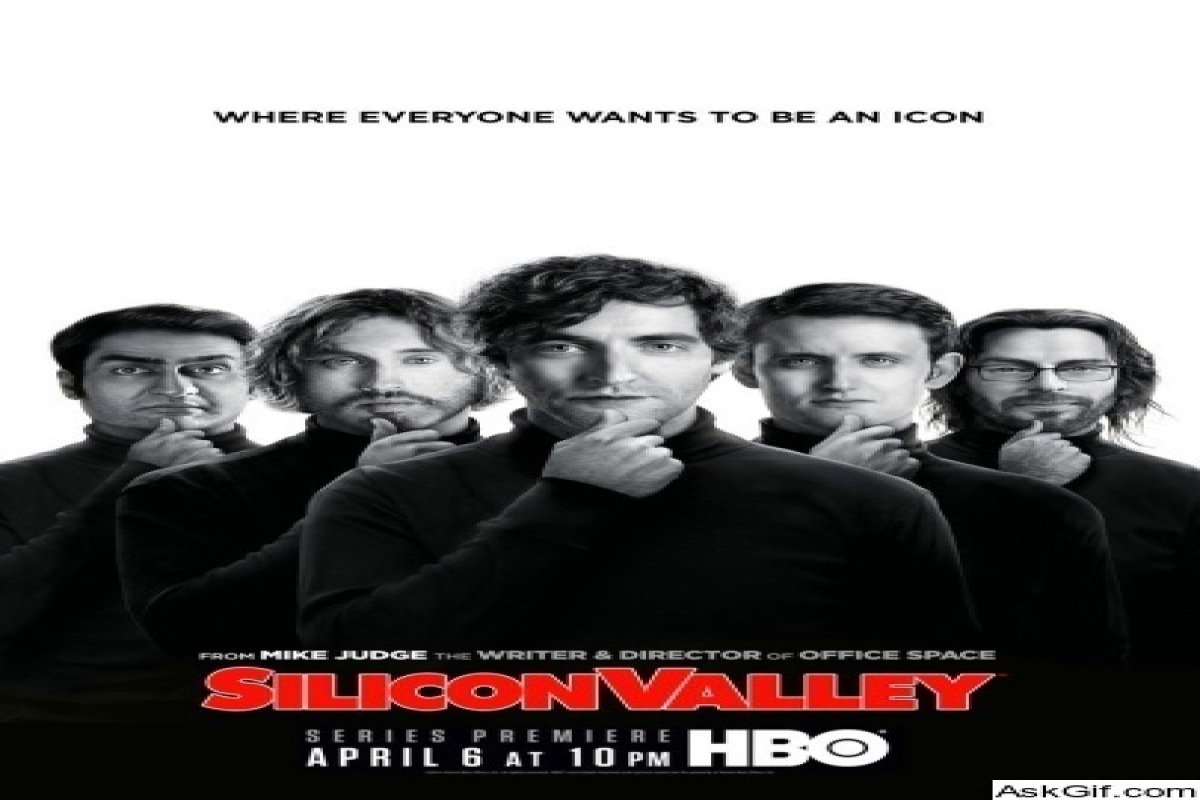 WHERE EVERYONE WANTS TO BE AN ICON
FROM MIKE JUDGE THE WRITER & DIRECTOR OF OFFICE SPACE
SILICON VALLEY
SERIES PREMIERE
APRIL 6 AT 10 PM HBO
AskGif.com